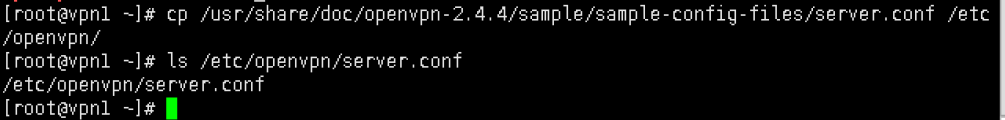 [root@vpn1 ~]# cp /usr/share/doc/openvpn-2.4.4/sample/sample-config-files/server.conf /etc
/openvpn/
[root@vpn1 ~]# ls /etc/openvpn/server.conf
/etc/openvpn/server.conf
[root@vpn1 ~]#